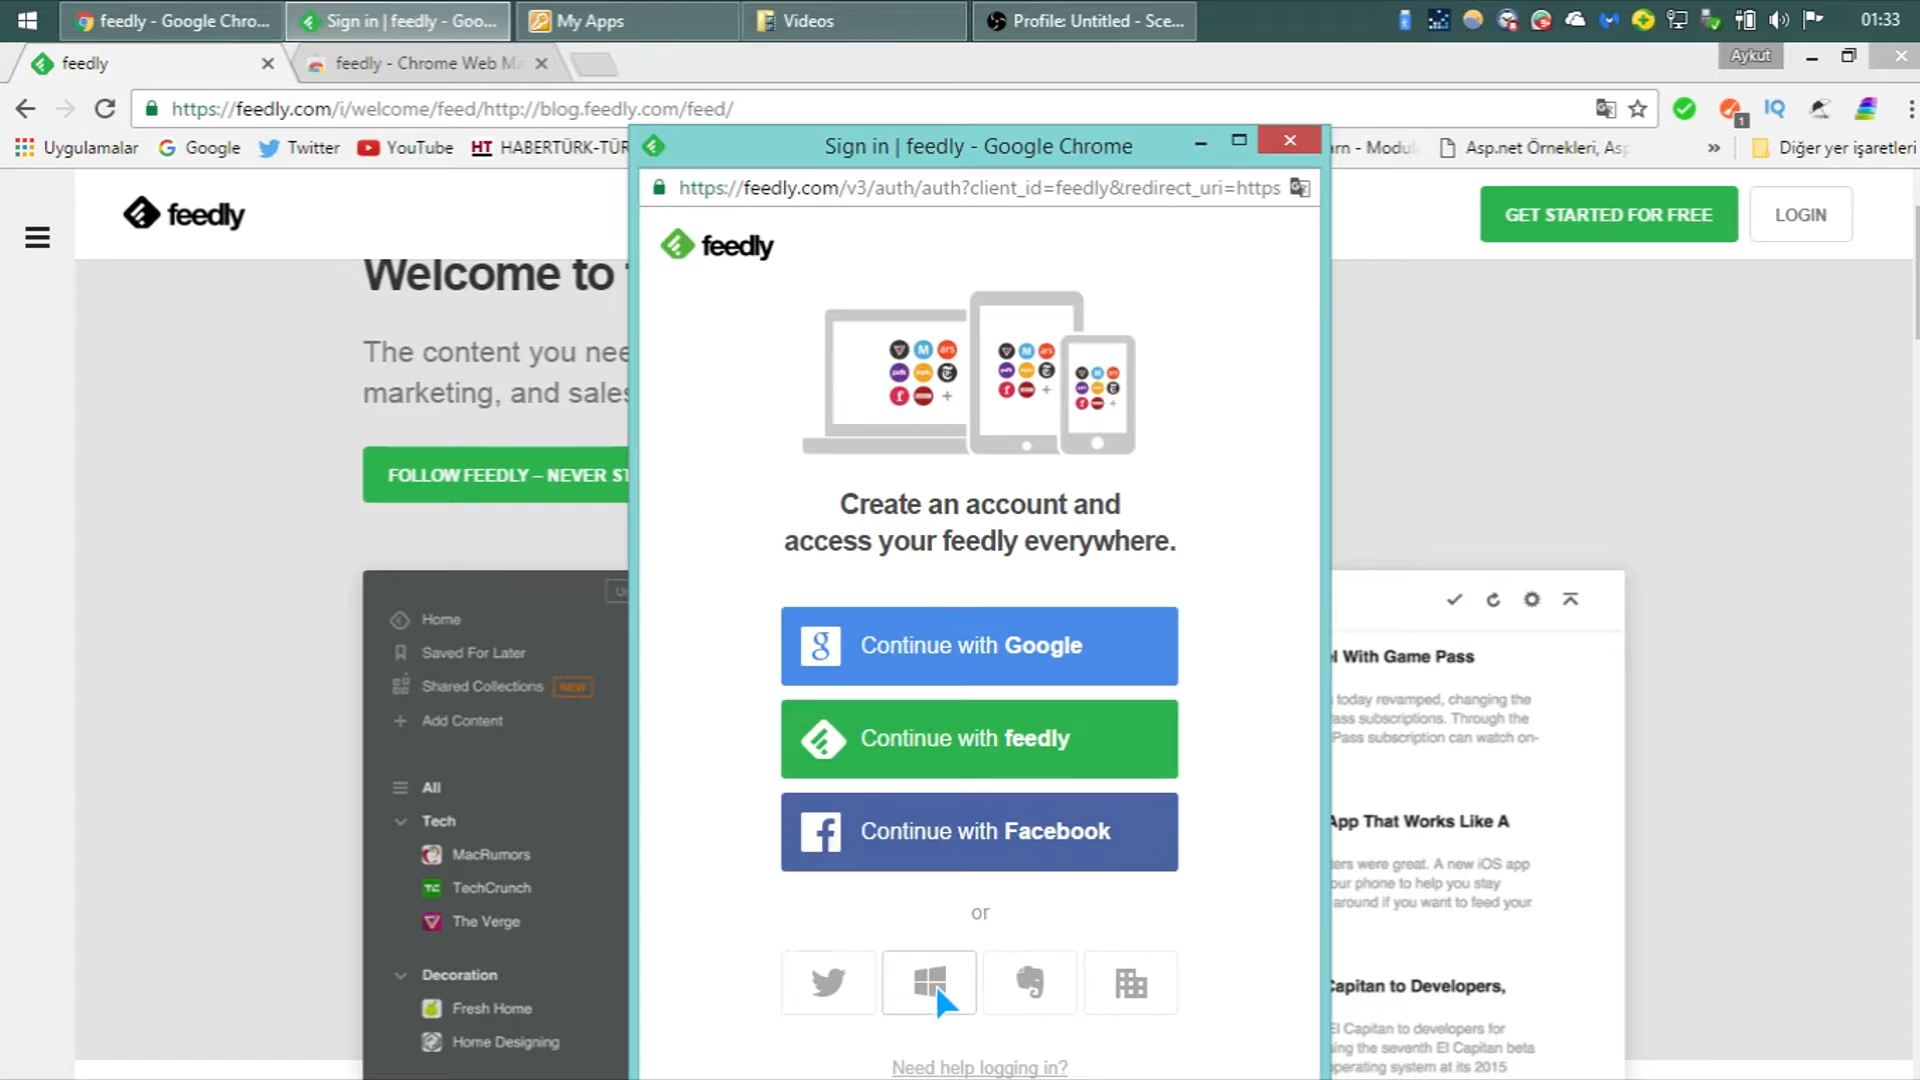 feedly - Google Chro...
Sign in | feedly - Goo...
My Apps
Videos
Profile: Untitled - Sce...
01:33
feedly
feedly - Chrome Web M
Aykut
https://feedly.com/i/welcome/feed/http://blog.feedly.com/feed/
1
IQ
Uygulamalar
Google
Twitter
YouTube
HT HABERTÜRK-TÜR
Asp.net Örnekleri, Asp
»
Diğer yer işaretleri
Sign in | feedly - Google Chrome
https://feedly.com/v3/auth/auth?client_id=feedly&redirect_uri=https
feedly
GET STARTED FOR FREE
LOGIN
feedly
Welcome to
The content you nee
marketing, and sales
FOLLOW FEEDLY – NEVER ST
Create an account and
access your feedly everywhere.
Continue with Google
Continue with feedly
Continue with Facebook
or
Need help logging in?
Home
Saved For Later
Shared Collections NEW
Add Content
All
Tech
MacRumors
TechCrunch
The Verge
Decoration
Fresh Home
Home Designing
l With Game Pass
today revamped, changing the
ass subscriptions. Through the
Pass subscription can watch on-
App That Works Like A
ters were great. A new iOS app
our phone to help you stay
around if you want to feed your
Capitan to Developers,
El Capitan to developers for
ing the seventh El Capitan beta
perating system at its 2015